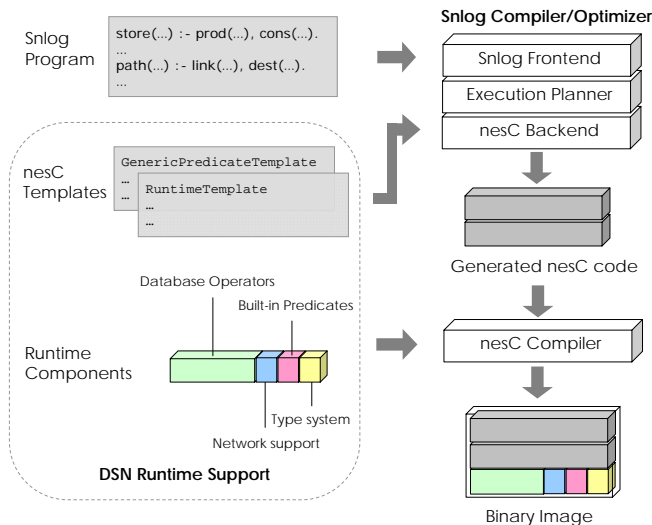 Snlog Compiler/Optimizer
Snlog
Program
store(...) :- prod(...), cons(...).
...
path(...) :- link(...), dest(...).
...
Snlog Frontend
Execution Planner
nesC Backend
nesC
Templates
GenericPredicateTemplate
…
…
RuntimeTemplate
…
…
Generated nesC code
Database Operators
Built-in Predicates
Runtime
Components
Type system
Network support
DSN Runtime Support
nesC Compiler
Binary Image